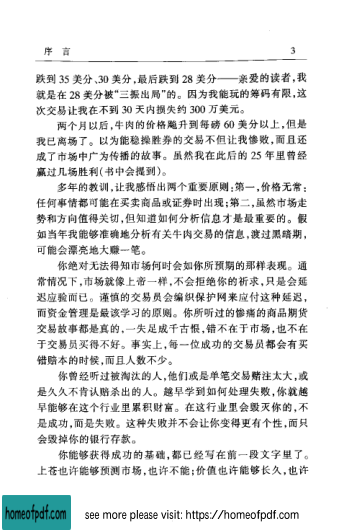 序 言 3
跌到 35 美分、30 美分，最后跌到 28 美分——亲爱的读者，我
就是在 28 美分被“三振出局”的。因为我能玩的筹码有限，这
次交易让我在不到 30 天内损失约 300 万美元。
两个月以后，牛肉的价格飚升到每磅 60 美分以上，但是
我已离场了。以为能稳操胜券的交易不但让我惨败，而且还
成了市场中广为传播的故事。虽然我在此后的 25 年里曾经
赢过几场胜利(书中会提到)。
多年的教训，让我感悟出两个重要原则：第一，价格无常；
任何事情都可能在买卖商品或证券时出现；第二，虽然市场走
势和方向值得关切，但知道如何分析信息才是最重要的。假
如当年我能够准确地分析有关牛肉交易的信息，渡过黑暗期，
可能会漂亮地大赚一笔。
你绝对无法得知市场何时会如你所预期的那样表现。通
常情况下，市场就像上帝一样，不会拒绝你的祈求，只是会延
迟应验而已。谨慎的交易员会编织保护网来应付这种延迟，
而资金管理是最该学习的原则。你所听过的惨痛的商品期货
交易故事都是真的，一失足成千古恨，错不在于市场，也不在
于交易员买得不好。事实上，每一位成功的交易员都会有买
错赔本的时候，而且人数不少。
你曾经听过被淘汰的人，他们或是单笔交易赌注太大，或
是久久不肯认赔杀出的人。越早学到如何处理失败，你就越
早能够在这个行业里累积财富。在这行业里会毁灭你的，不
是成功，而是失败。这种失败并不会让你变得更有个性，而只
会毁掉你的银行存款。
你能够获得成功的基础，都已经写在前一段文字里了。
上苍也许能够预测市场，也许不能；价值也许能够长久，也许
homeofpdf.com see more please visit: https://homeofpdf.com